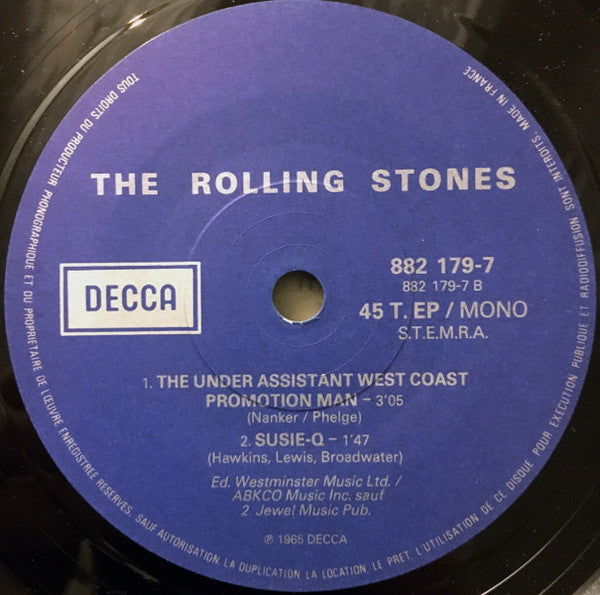 THE ROLLING STONES
DECCA
882 179-7
882 179-7 B
45 T. EP / MONO
S.T.E.M.R.A.
1. THE UNDER ASSISTANT WEST COAST
PROMOTION MAN – 3'05
(Nanker / Phelge)
2. SUSIE-Q – 1'47
(Hawkins, Lewis, Broadwater)
Ed. Westminster Music Ltd. /
ABKCO Music Inc. sauf
2. Jewel Music Pub.
℗ 1965 DECCA
TOUS DROITS DU PRODUCTEUR PHONOGRAPHIQUE ET DU PROPRIETAIRE DE L'ŒUVRE ENREGISTREE RESERVES. SAUF AUTORISATION, LA DUPLICATION, LA LOCATION, LE PRET, L'UTILISATION DE CE DISQUE POUR EXECUTION PUBLIQUE ET RADIODIFFUSION SONT INTERDITS. MADE IN FRANCE